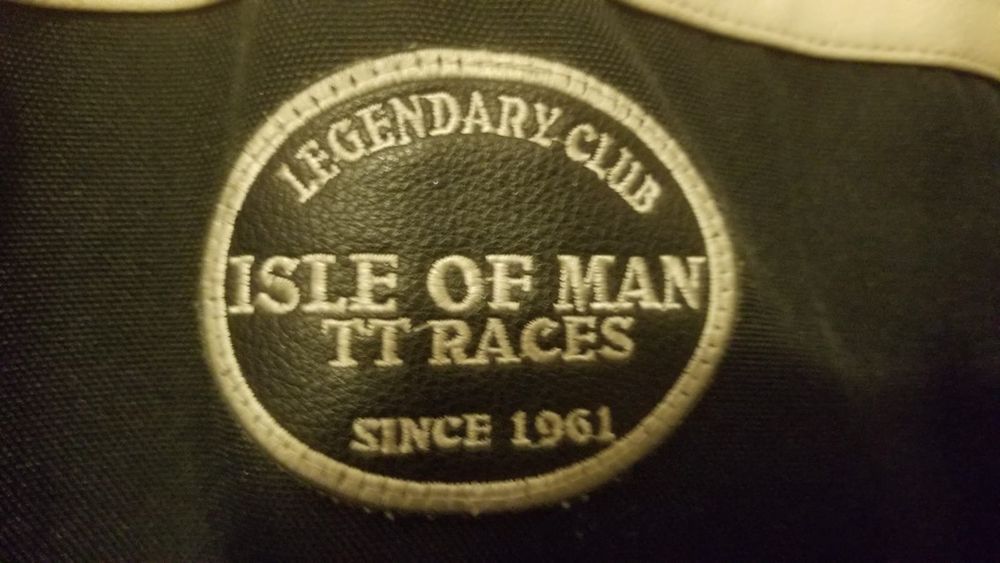 LEGENDARY CLUB
ISLE OF MAN
TT RACES
SINCE 1961